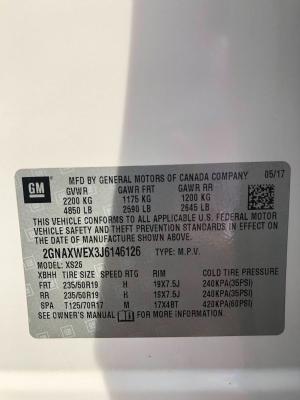 GM
MFD BY GENERAL MOTORS OF CANADA COMPANY 05/17
GVWR GAWR FRT GAWR RR
2200 KG 1175 KG 1200 KG
4850 LB 2590 LB 2645 LB
THIS VEHICLE CONFORMS TO ALL APPLICABLE U.S. FEDERAL
VEHICLE SAFETY AND THEFT PREVENTION STANDARDS IN EFFECT ON
THE DATE OF MANUFACTURE SHOWN ABOVE.
2GNAXWEX3J6146126 TYPE: M.P.V.
MODEL: XS26
XBHH TIRE SIZE SPEED RTG RIM COLD TIRE PRESSURE
FRT 235/50R19 H 19X7.5J 240KPA(35PSI)
RR 235/50R19 H 19X7.5J 240KPA(35PSI)
SPA T125/70R17 M 17X4BT 420KPA(60PSI)
SEE OWNER'S MANUAL FOR MORE INFORMATION